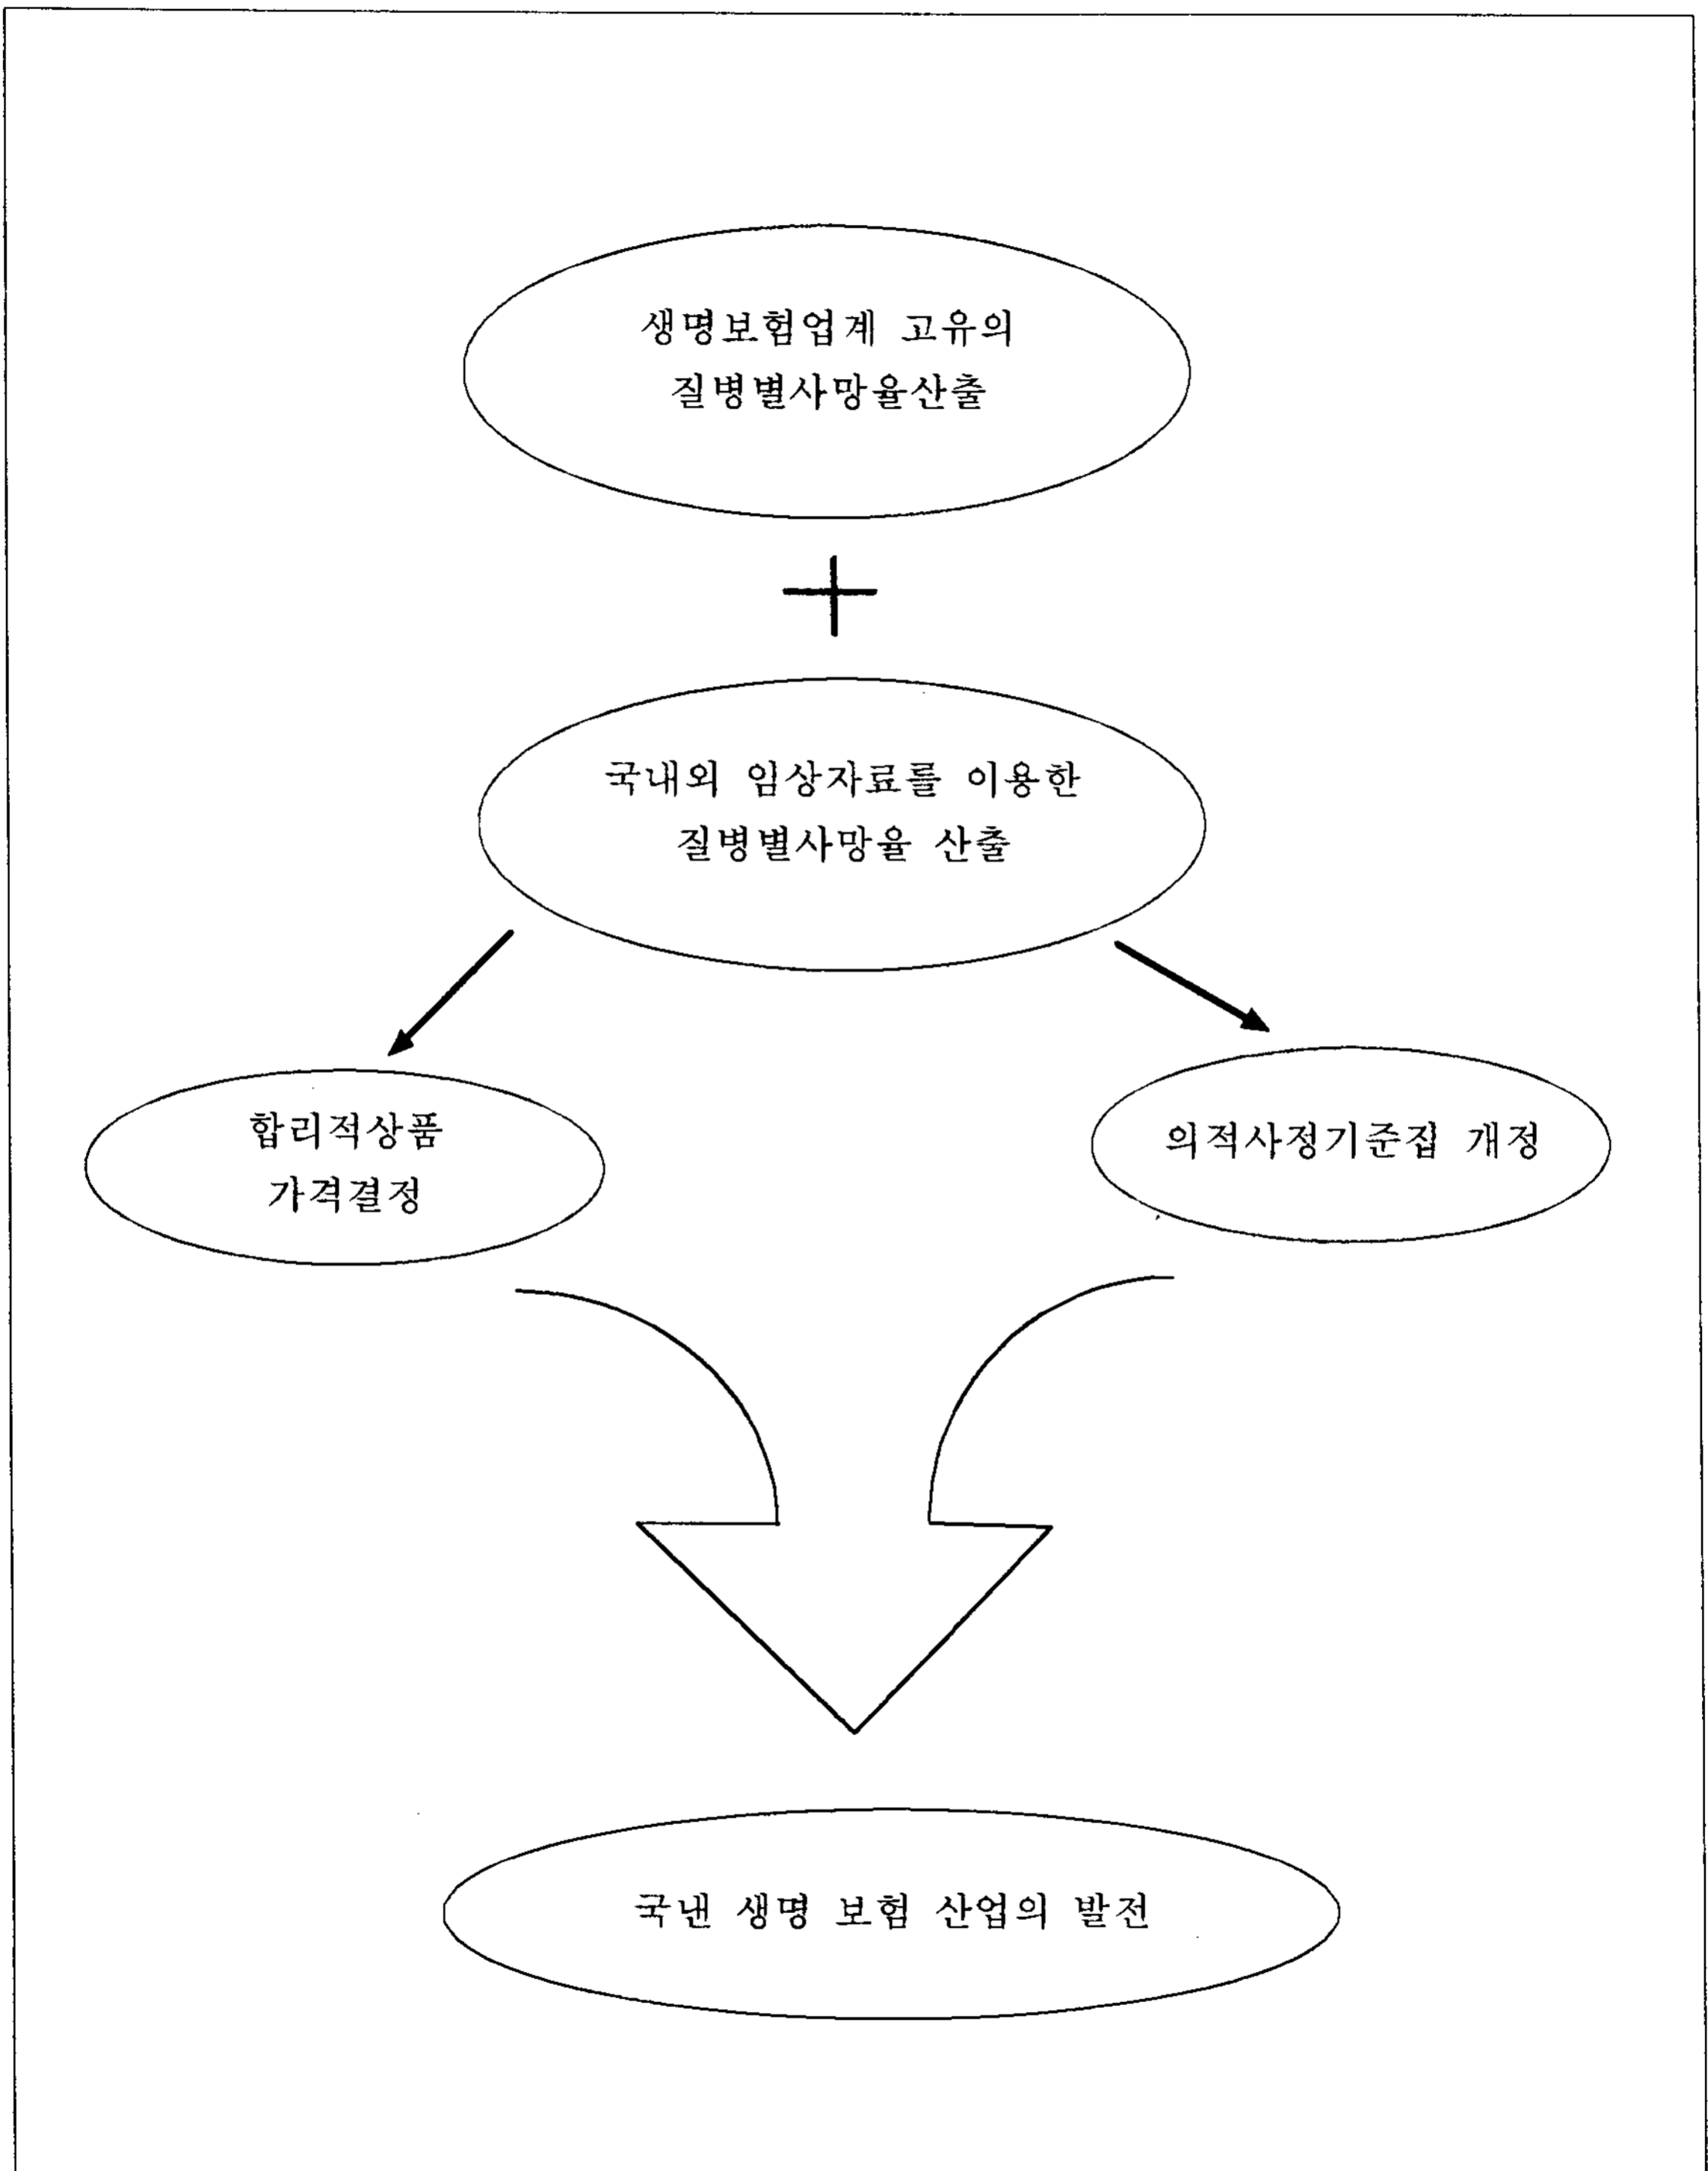 생명보험업계 고유의
질병별사망율산출
국내외 임상자료를 이용한
질병별사망율 산출
합리적상품
가격결정
의적사정기준집 개정
국낸 생명 보험 산업의 발전